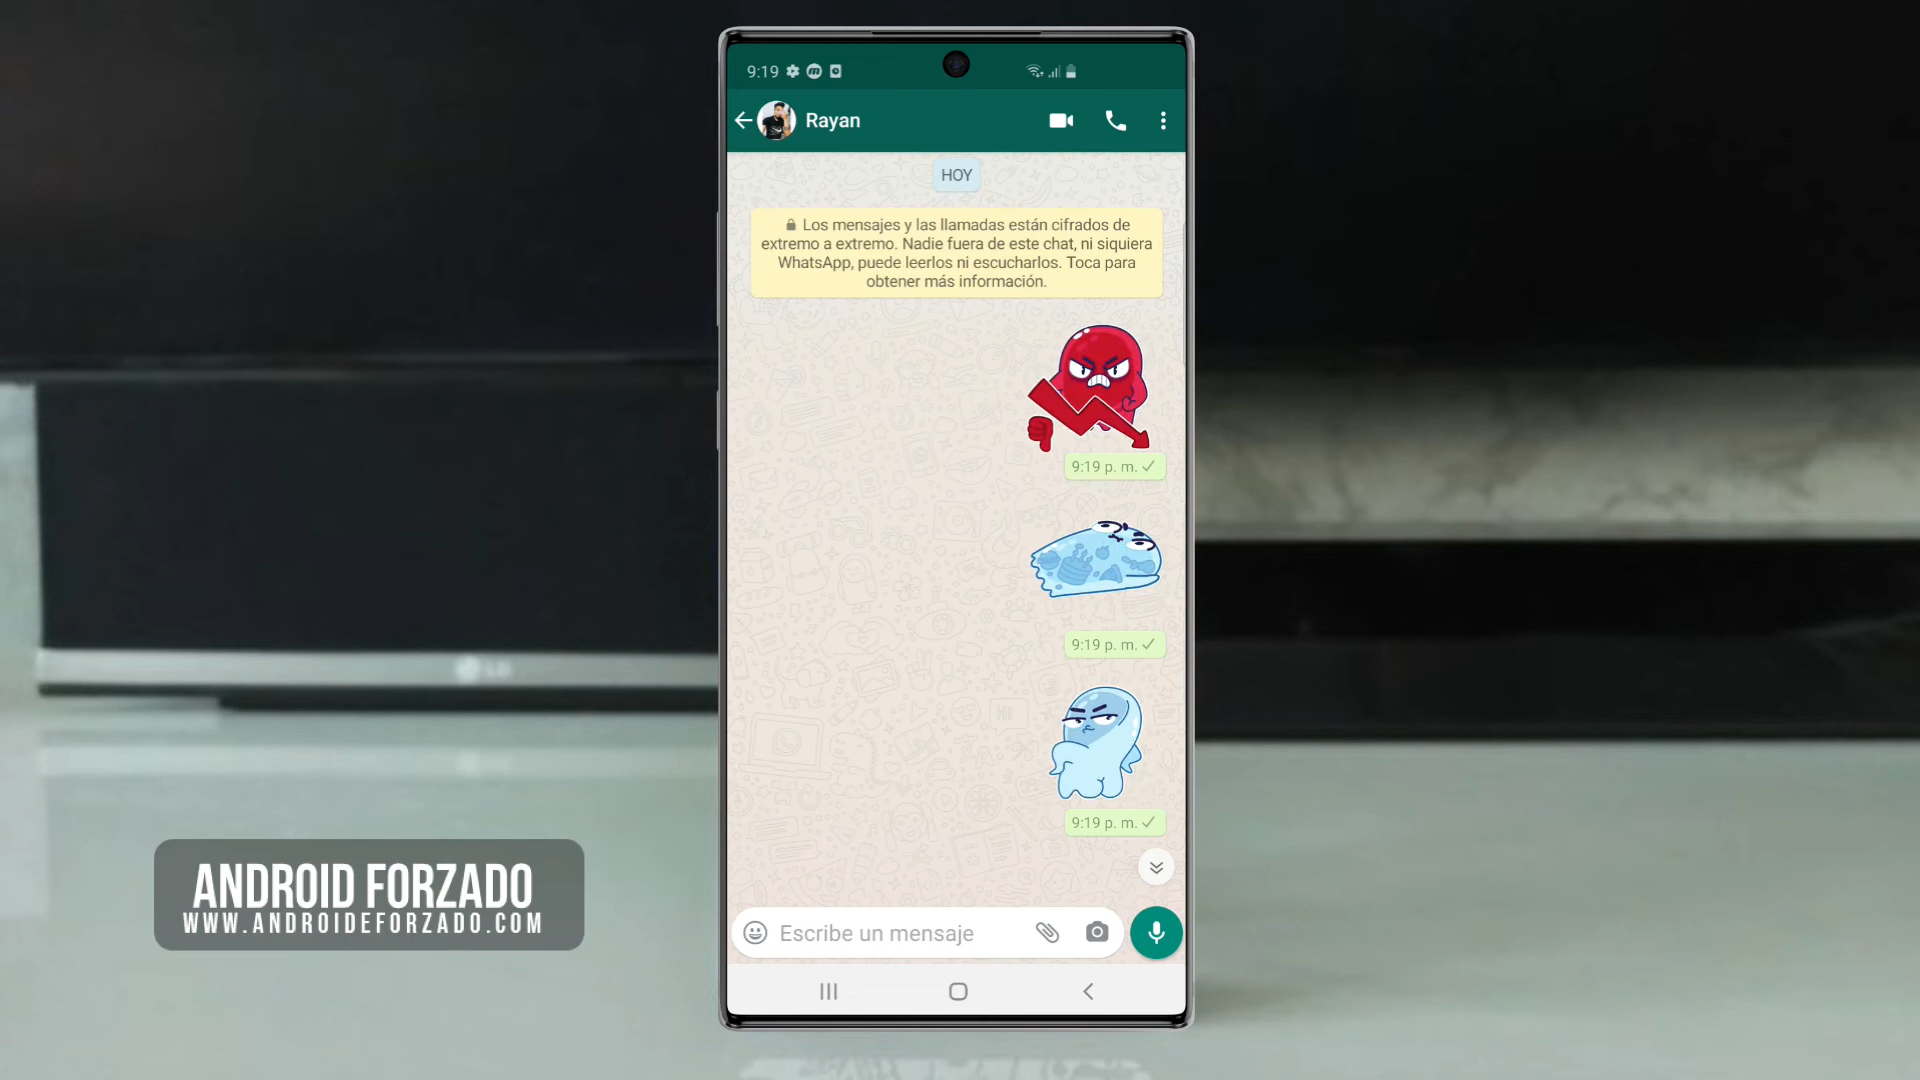 9:19
Rayan
HOY
Los mensajes y las llamadas están cifrados de
extremo a extremo. Nadie fuera de este chat, ni siquiera
WhatsApp, puede leerlos ni escucharlos. Toca para
obtener más información.
9:19 p. m.
9:19 p. m.
9:19 p. m.
Escribe un mensaje
LG
ANDROID FORZADO
WWW.ANDROIDEFORZADO.COM